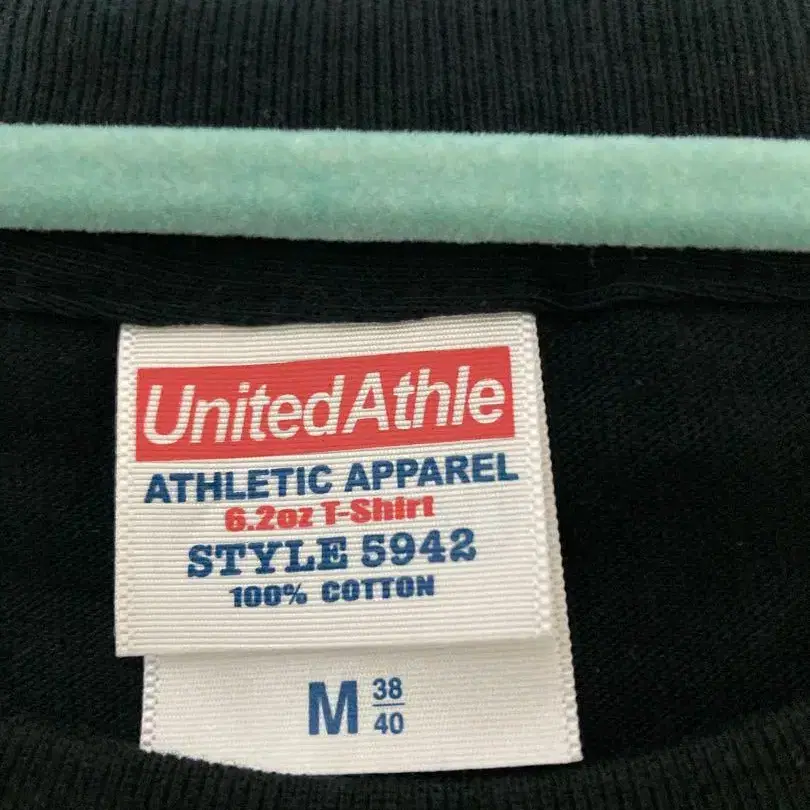 UnitedAthle
ATHLETIC APPAREL
6.2oz T-Shirt
STYLE 5942
100% COTTON
M 38/40